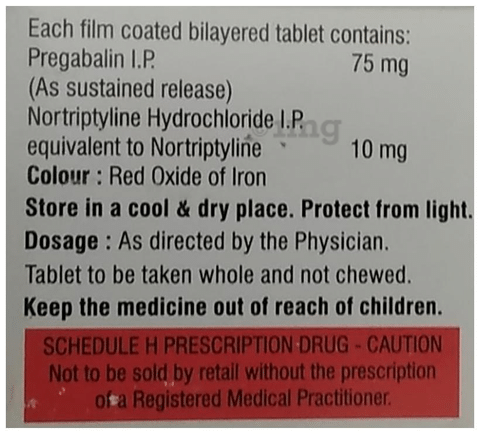 Each film coated bilayered tablet contains:
Pregabalin I.P. 75 mg
(As sustained release)
Nortriptyline Hydrochloride I.P.
equivalent to Nortriptyline 10 mg
Colour : Red Oxide of Iron
Store in a cool & dry place. Protect from light.
Dosage : As directed by the Physician.
Tablet to be taken whole and not chewed.
Keep the medicine out of reach of children.
SCHEDULE H PRESCRIPTION DRUG - CAUTION
Not to be sold by retail without the prescription
of a Registered Medical Practitioner.